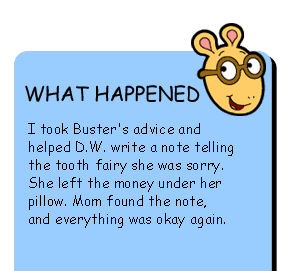 WHAT HAPPENED
I took Buster's advice and
helped D.W. write a note telling
the tooth fairy she was sorry.
She left the money under her
pillow. Mom found the note,
and everything was okay again.